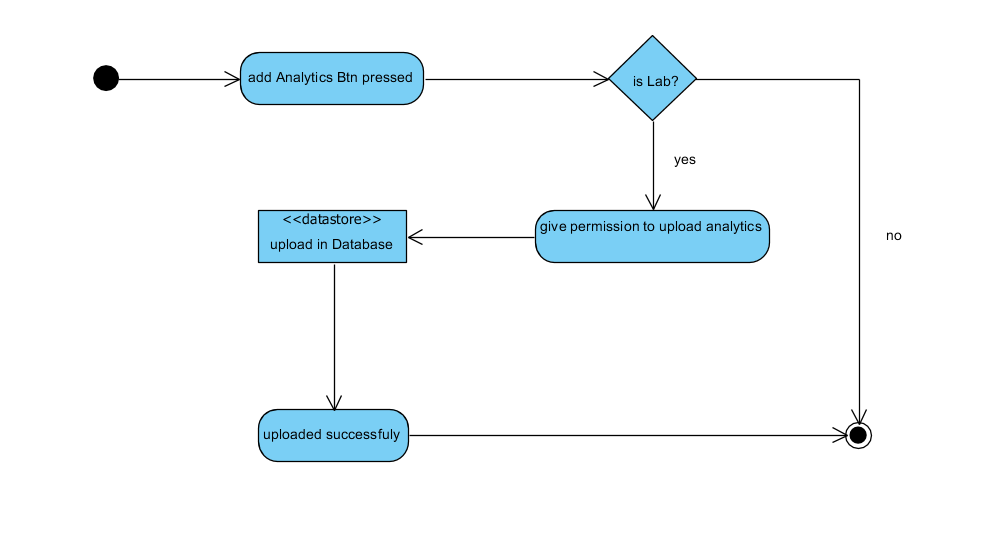 add Analytics Btn pressed
is Lab?
yes
<<datastore>>
upload in Database
give permission to upload analytics
no
uploaded successfuly